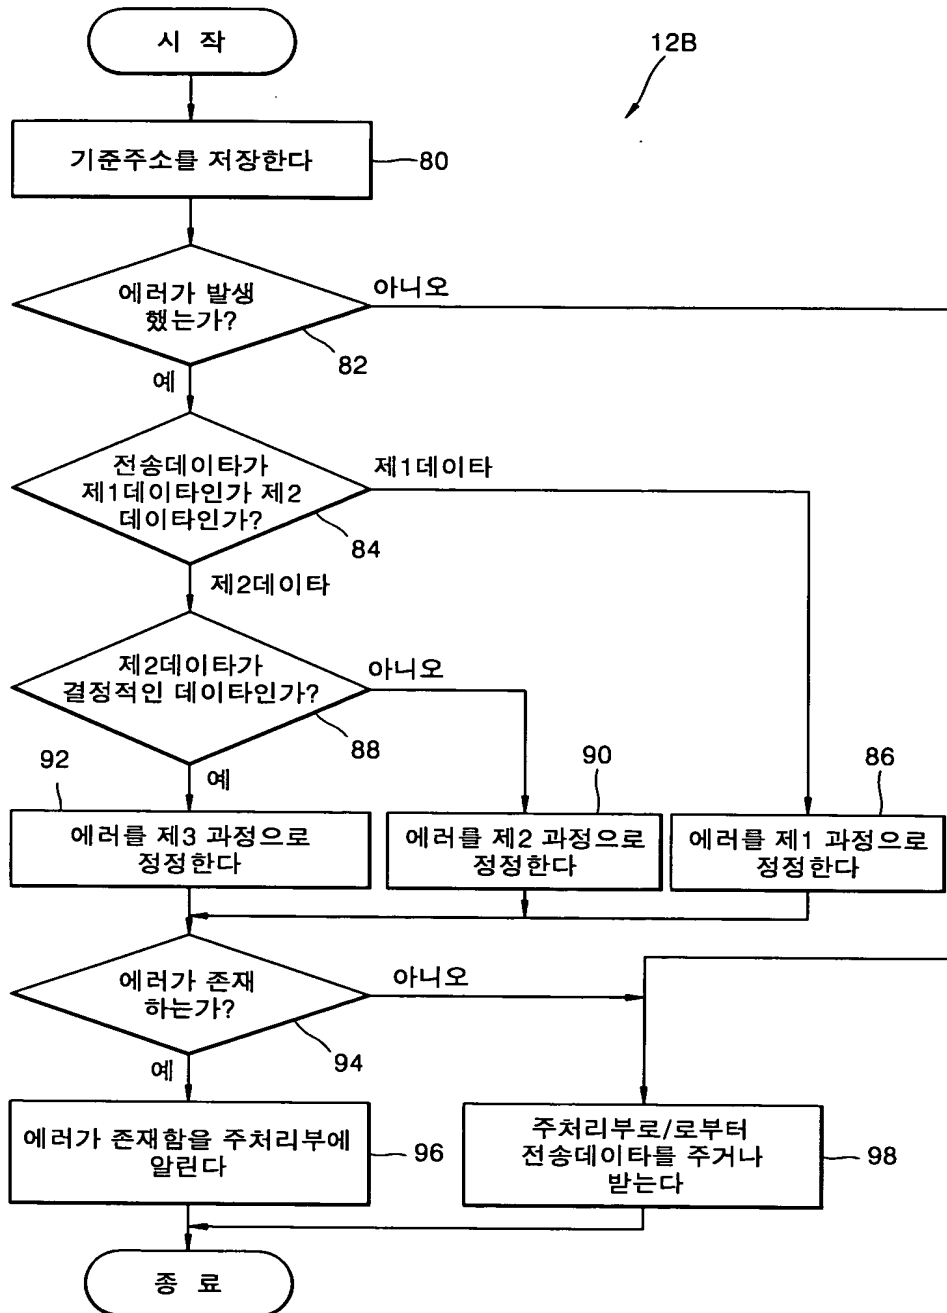 시 작
12B
기준주소를 저장한다
80
에러가 발생
했는가?
아니오
82
예
전송데이타가
제1데이타인가 제2
데이타인가?
제1데이타
84
제2데이타
제2데이타가
결정적인 데이타인가?
아니오
88
예
92
90
86
에러를 제3 과정으로
정정한다
에러를 제2 과정으로
정정한다
에러를 제1 과정으로
정정한다
에러가 존재
하는가?
아니오
94
예
에러가 존재함을 주처리부에
알린다
96
주처리부로/로부터
전송데이타를 주거나
받는다
98
종 료